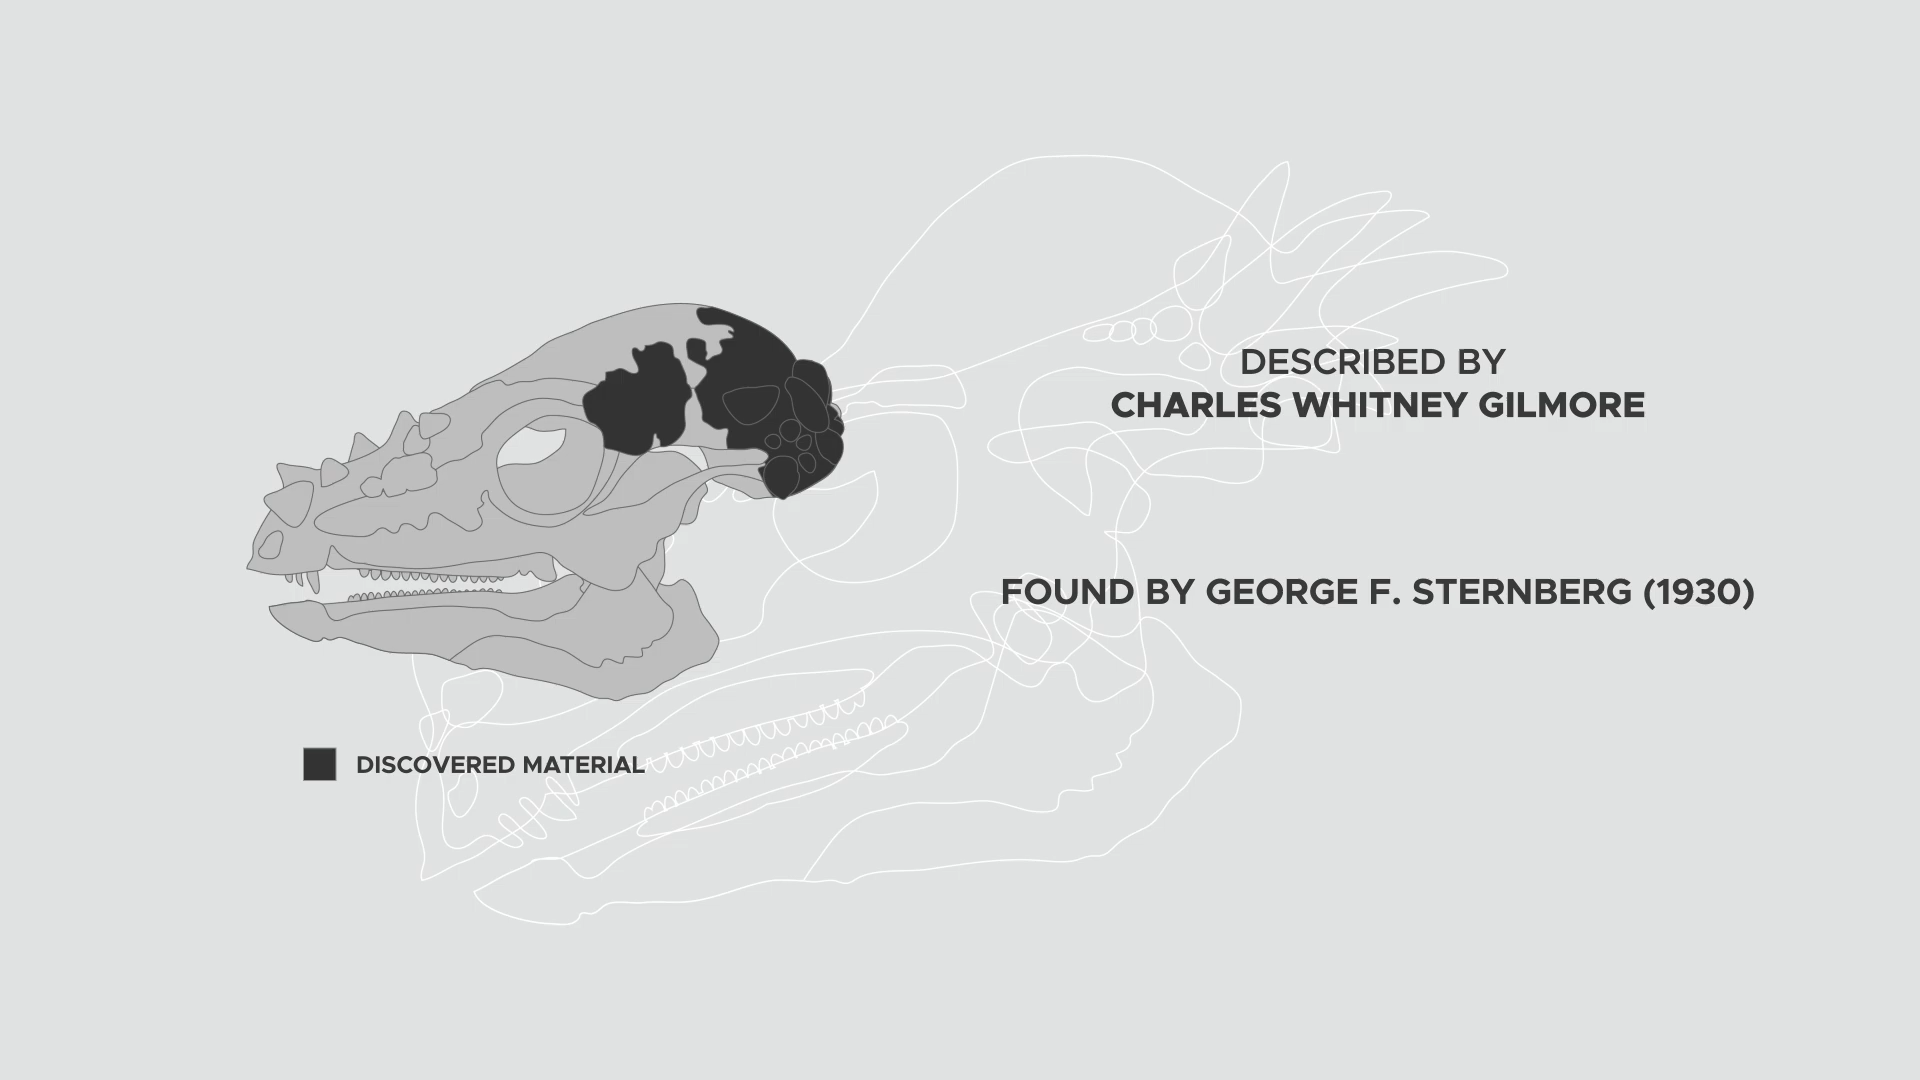 DESCRIBED BY
CHARLES WHITNEY GILMORE
FOUND BY GEORGE F. STERNBERG (1930)
DISCOVERED MATERIAL